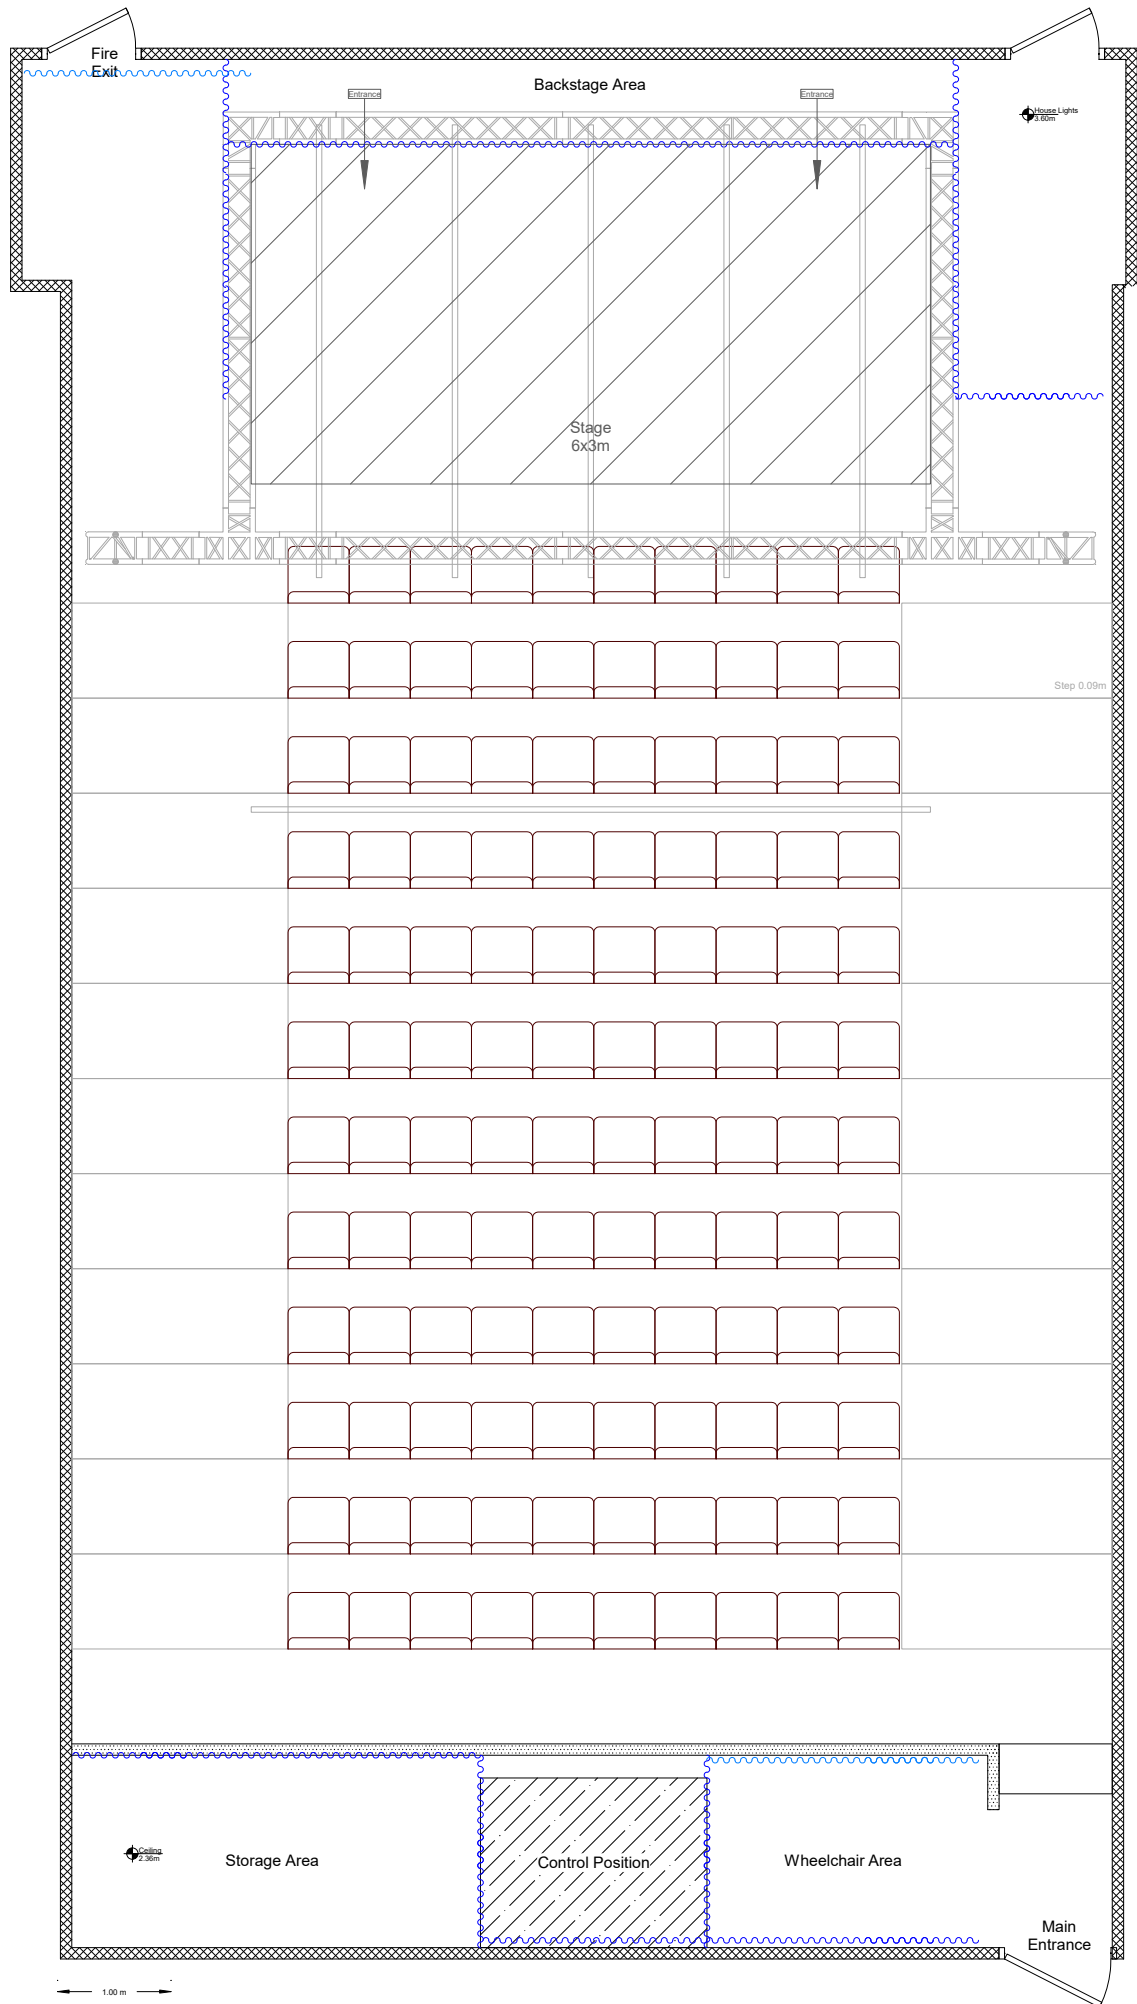 Fire
Exit
Backstage Area
Entrance
Entrance
House Lights
3.60m
Stage
6x3m
Step 0.09m
Ceiling
2.36m
Storage Area
Control Position
Wheelchair Area
Main
Entrance
1.00 m